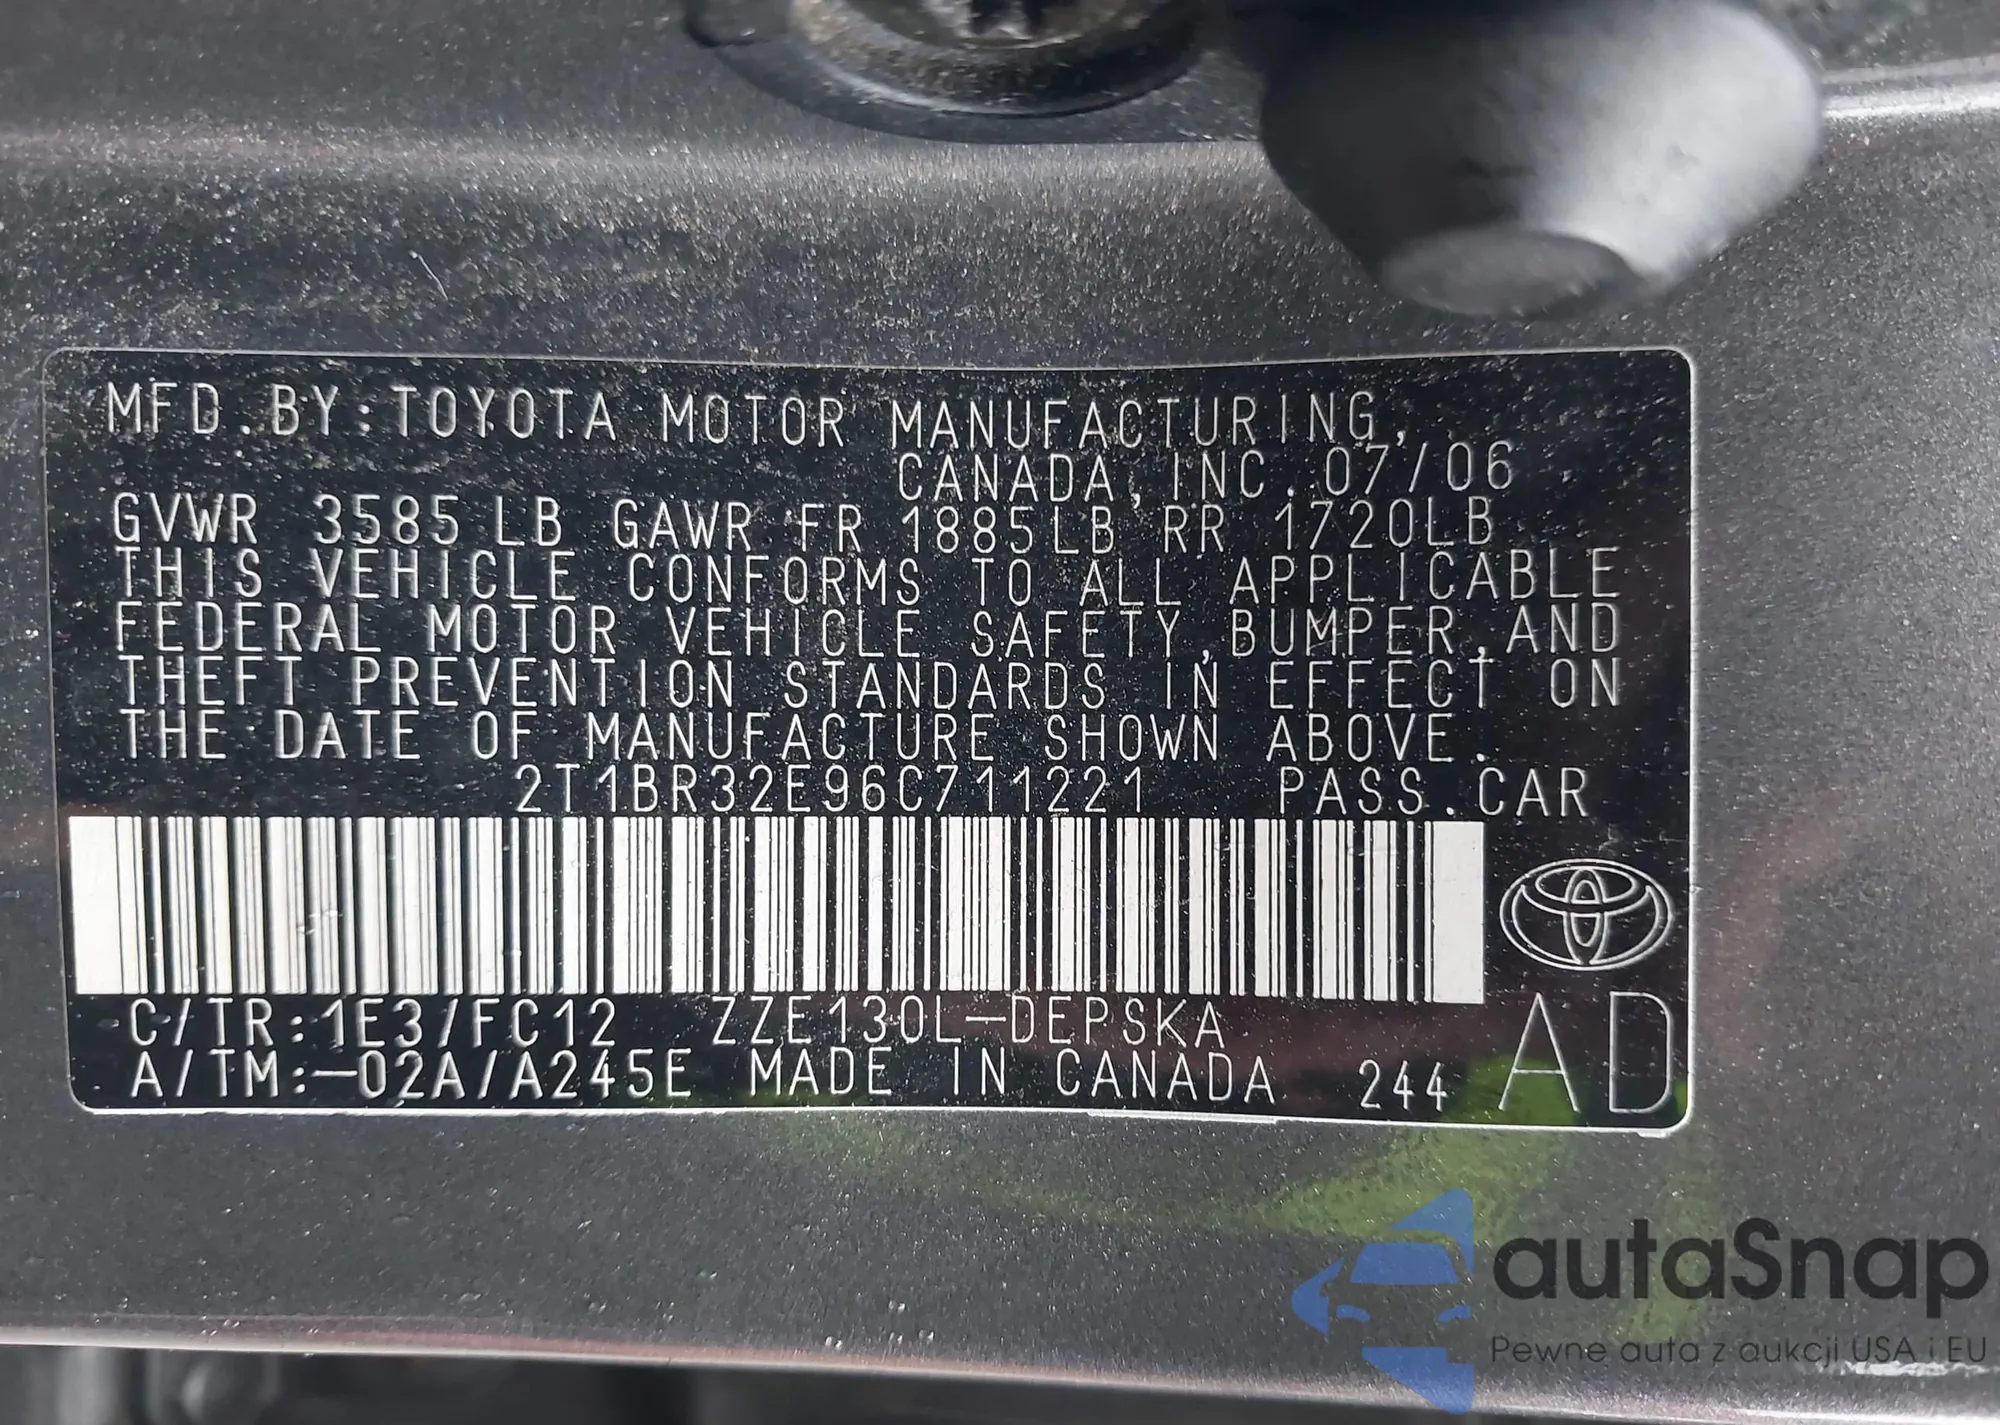 MFD.BY:TOYOTA MOTOR MANUFACTURING,
CANADA,INC. 07/06
GVWR 3585LB GAWR FR 1885LB RR 1720LB
THIS VEHICLE CONFORMS TO ALL APPLICABLE
FEDERAL MOTOR VEHICLE SAFETY,BUMPER,AND
THEFT PREVENTION STANDARDS IN EFFECT ON
THE DATE OF MANUFACTURE SHOWN ABOVE.
2T1BR32E96C711221 PASS.CAR
C/TR:1E3/FC12 ZZE130L-DEPSKA
A/TM:-02A/A245E MADE IN CANADA 244 AD
autaSnap
Pewne auta z aukcji USA i EU